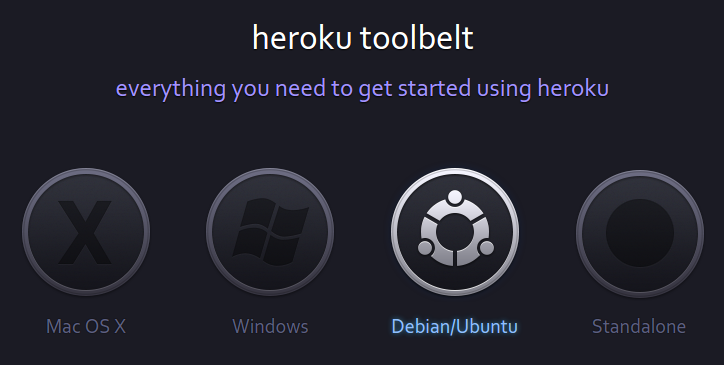 heroku toolbelt
everything you need to get started using heroku
X
Mac OS X
Windows
Debian/Ubuntu
Standalone